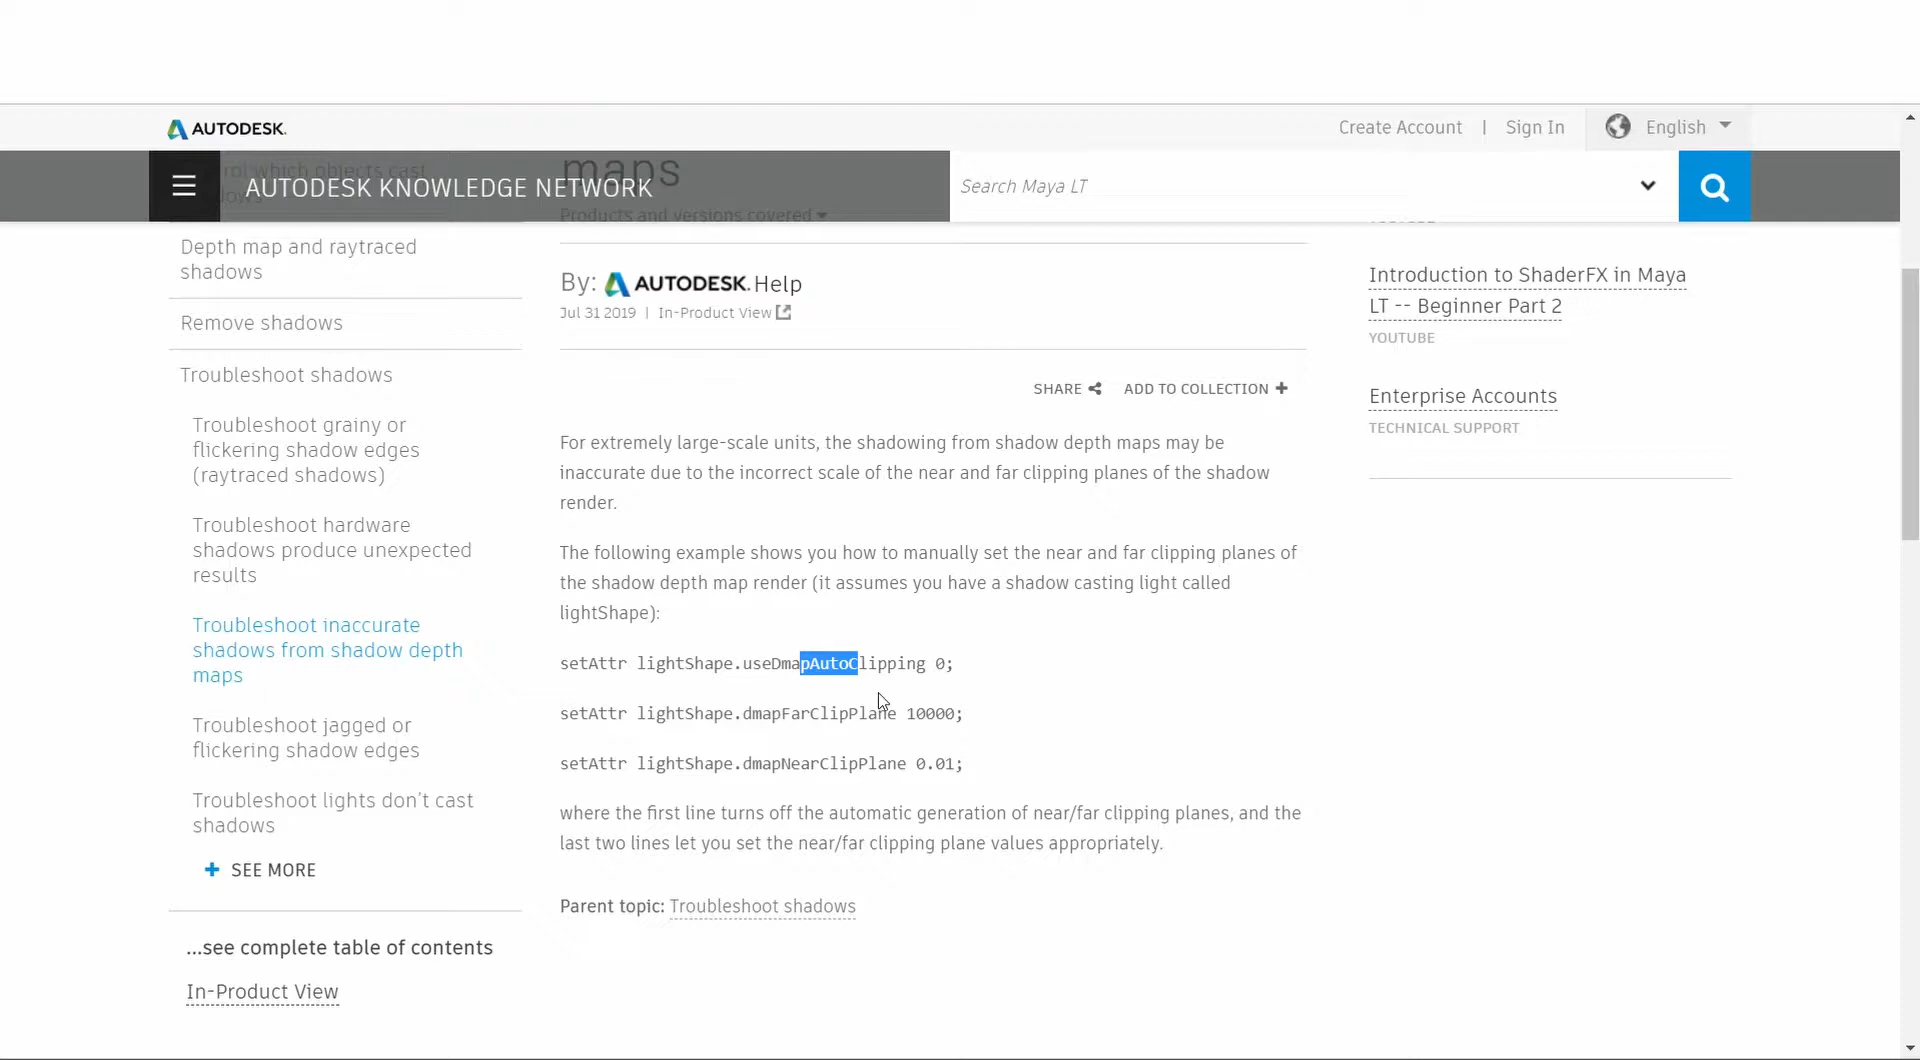 AUTODESK.
Create Account | Sign In
English
AUTODESK KNOWLEDGE NETWORK
Search Maya LT
maps
Products and versions covered
which objects cast
Depth map and raytraced
shadows
Remove shadows
Troubleshoot shadows
Troubleshoot grainy or
flickering shadow edges
(raytraced shadows)
Troubleshoot hardware
shadows produce unexpected
results
Troubleshoot inaccurate
shadows from shadow depth
maps
Troubleshoot jagged or
flickering shadow edges
Troubleshoot lights don't cast
shadows
+ SEE MORE
...see complete table of contents
In-Product View
By: AUTODESK. Help
Jul 31 2019 | In-Product View
SHARE ADD TO COLLECTION +
For extremely large-scale units, the shadowing from shadow depth maps may be
inaccurate due to the incorrect scale of the near and far clipping planes of the shadow
render.
The following example shows you how to manually set the near and far clipping planes of
the shadow depth map render (it assumes you have a shadow casting light called
lightShape):
setAttr lightShape.useDmapAutoClipping 0;
setAttr lightShape.dmapFarClipPlane 10000;
setAttr lightShape.dmapNearClipPlane 0.01;
where the first line turns off the automatic generation of near/far clipping planes, and the
last two lines let you set the near/far clipping plane values appropriately.
Parent topic: Troubleshoot shadows
Introduction to ShaderFX in Maya
LT -- Beginner Part 2
YOUTUBE
Enterprise Accounts
TECHNICAL SUPPORT